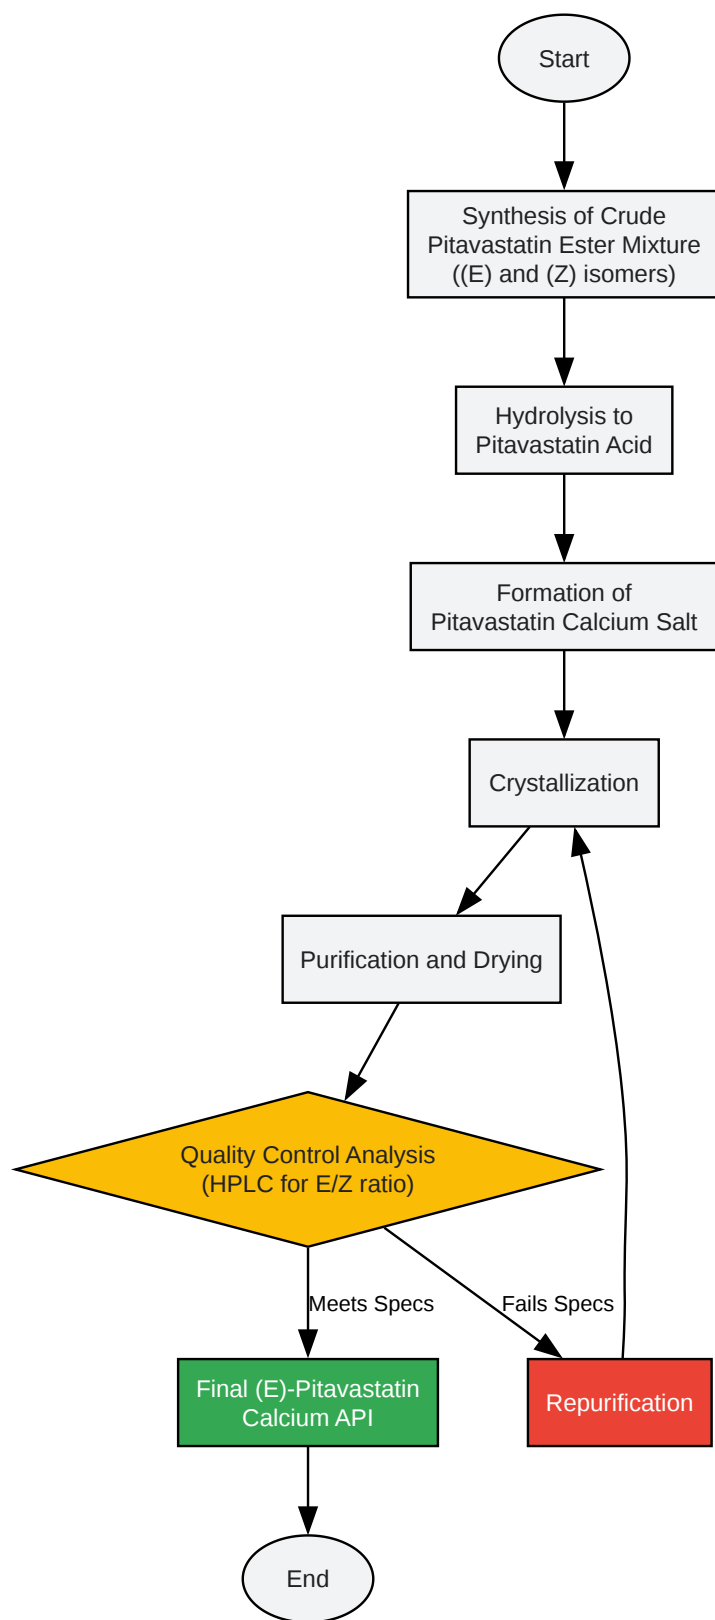 Start
Synthesis of Crude
Pitavastatin Ester Mixture
((E) and (Z) isomers)
Hydrolysis to
Pitavastatin Acid
Formation of
Pitavastatin Calcium Salt
Crystallization
Purification and Drying
Quality Control Analysis
(HPLC for E/Z ratio)
Meets Specs
Fails Specs
Final (E)-Pitavastatin
Calcium API
Repurification
End